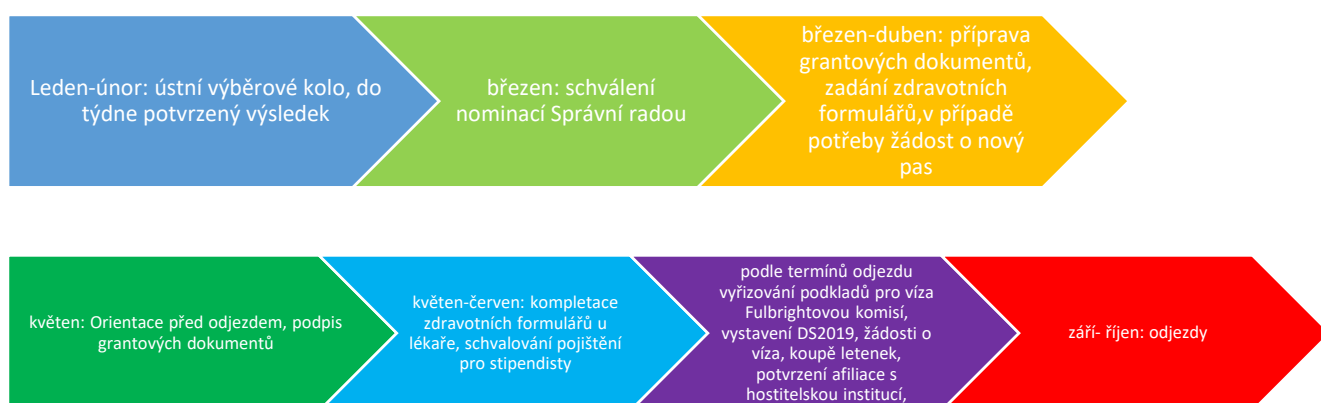 Leden-únor: ústní výběrové kolo, do
týdne potvrzený výsledek
březen: schválení
nominací Správní radou
březen-duben: příprava
grantových dokumentů,
zadání zdravotních
formulářů,v případě
potřeby žádost o nový
pas
květen: Orientace před odjezdem, podpis
grantových dokumentů
květen-červen: kompletace
zdravotních formulářů u
lékaře, schvalování pojištění
pro stipendisty
podle termínů odjezdu
vyřizování podkladů pro víza
Fulbrightovou komisí,
vystavení DS2019, žádosti o
víza, koupě letenek,
potvrzení afiliace s
hostitelskou institucí,
září- říjen: odjezdy